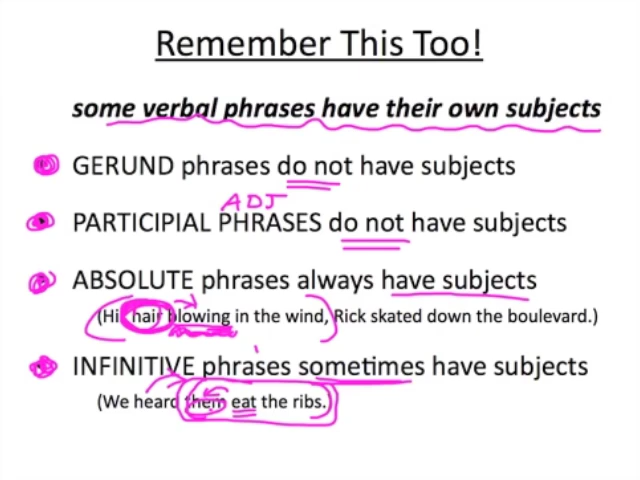 Remember This Too!
some verbal phrases have their own subjects
GERUND phrases do not have subjects
ADJ
PARTICIPIAL PHRASES do not have subjects
ABSOLUTE phrases always have subjects
(His hair blowing in the wind, Rick skated down the boulevard.)
INFINITIVE phrases sometimes have subjects
(We heard them eat the ribs.)